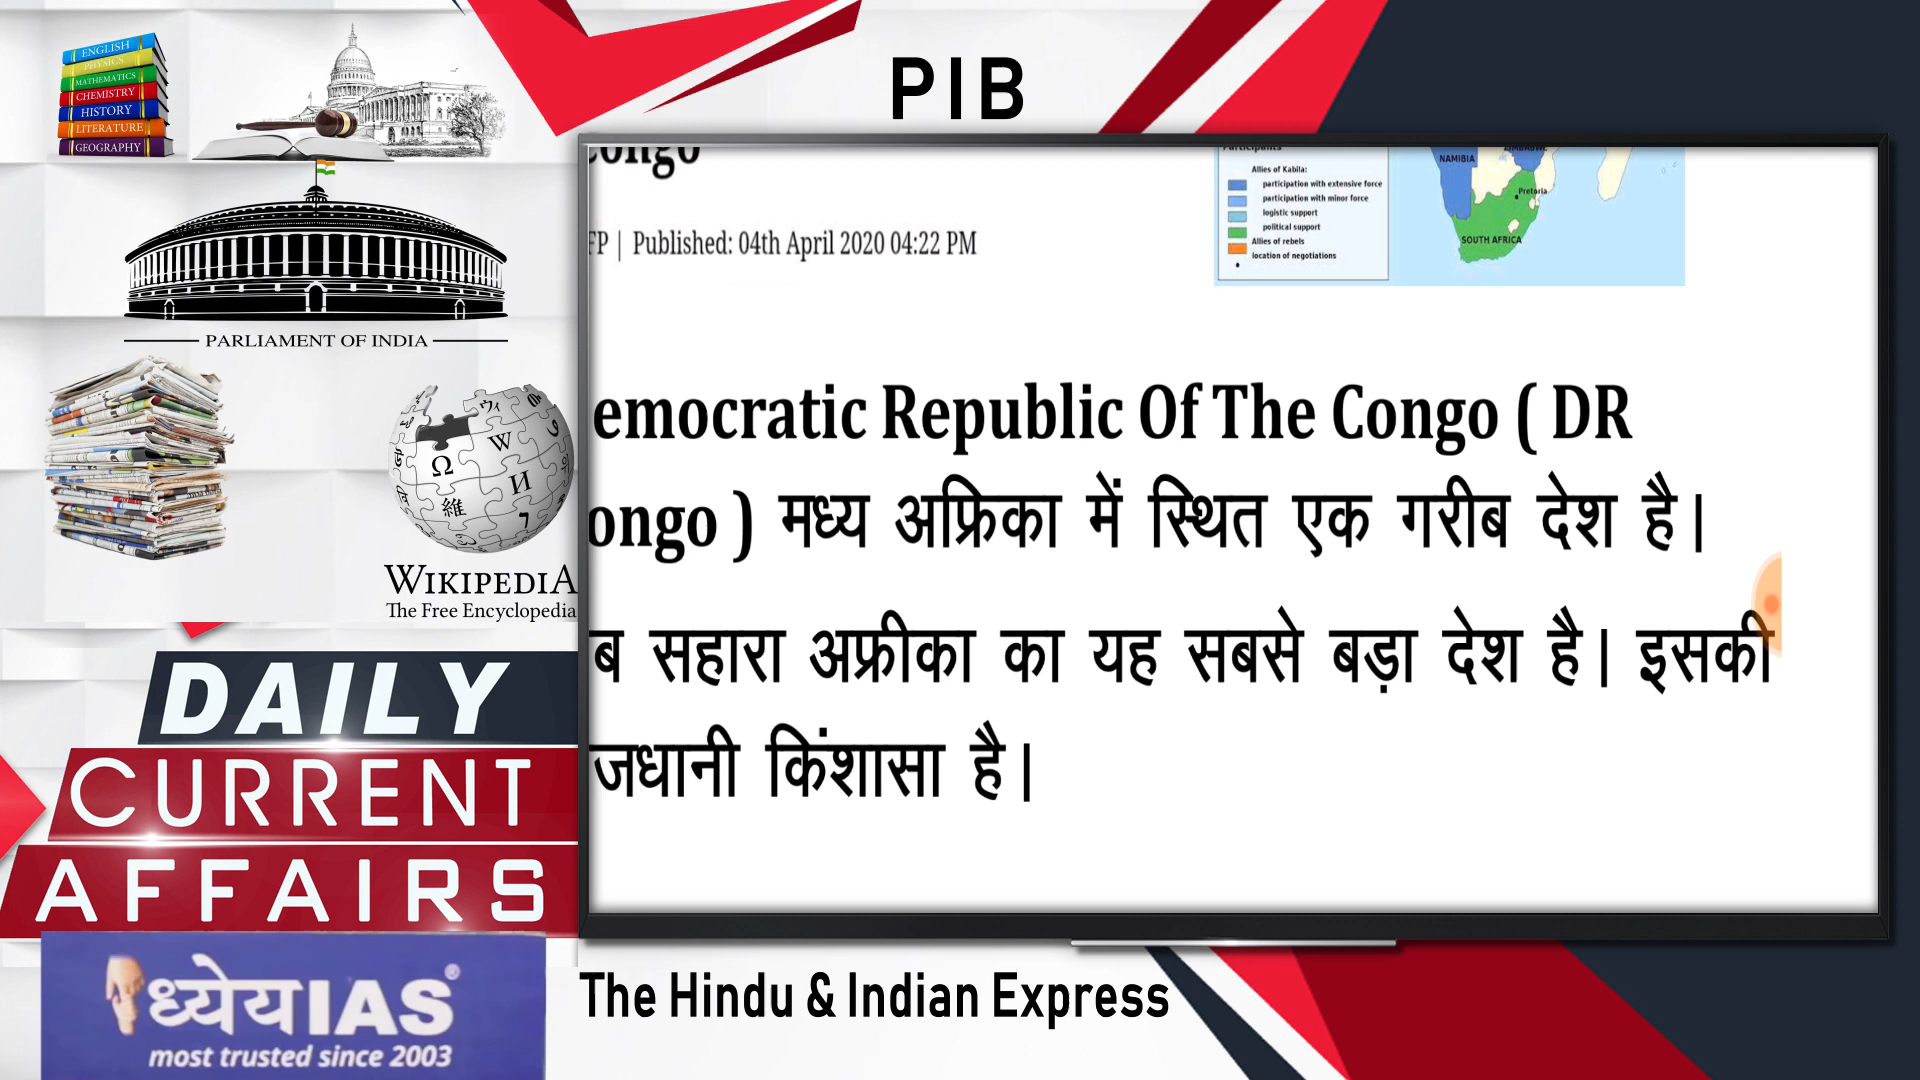 PIB
ENGLISH
PHYSICS
MATHEMATICS
CHEMISTRY
HISTORY
LITERATURE
GEOGRAPHY
PARLIAMENT OF INDIA
WIKIPEDIA
The Free Encyclopedia
DAILY
CURRENT
AFFAIRS
ध्येयIAS®
most trusted since 2003
ongo
FP | Published: 04th April 2020 04:22 PM
Participants
Allies of Kabila:
participation with extensive force
participation with minor force
logistic support
political support
Allies of rebels
location of negotiations
NAMIBIA
ZIMBABWE
Pretoria
SOUTH AFRICA
emocratic Republic Of The Congo ( DR
ongo ) मध्य अफ्रिका में स्थित एक गरीब देश है।
ब सहारा अफ्रीका का यह सबसे बड़ा देश है। इसकी
जधानी किंशासा है।
The Hindu & Indian Express